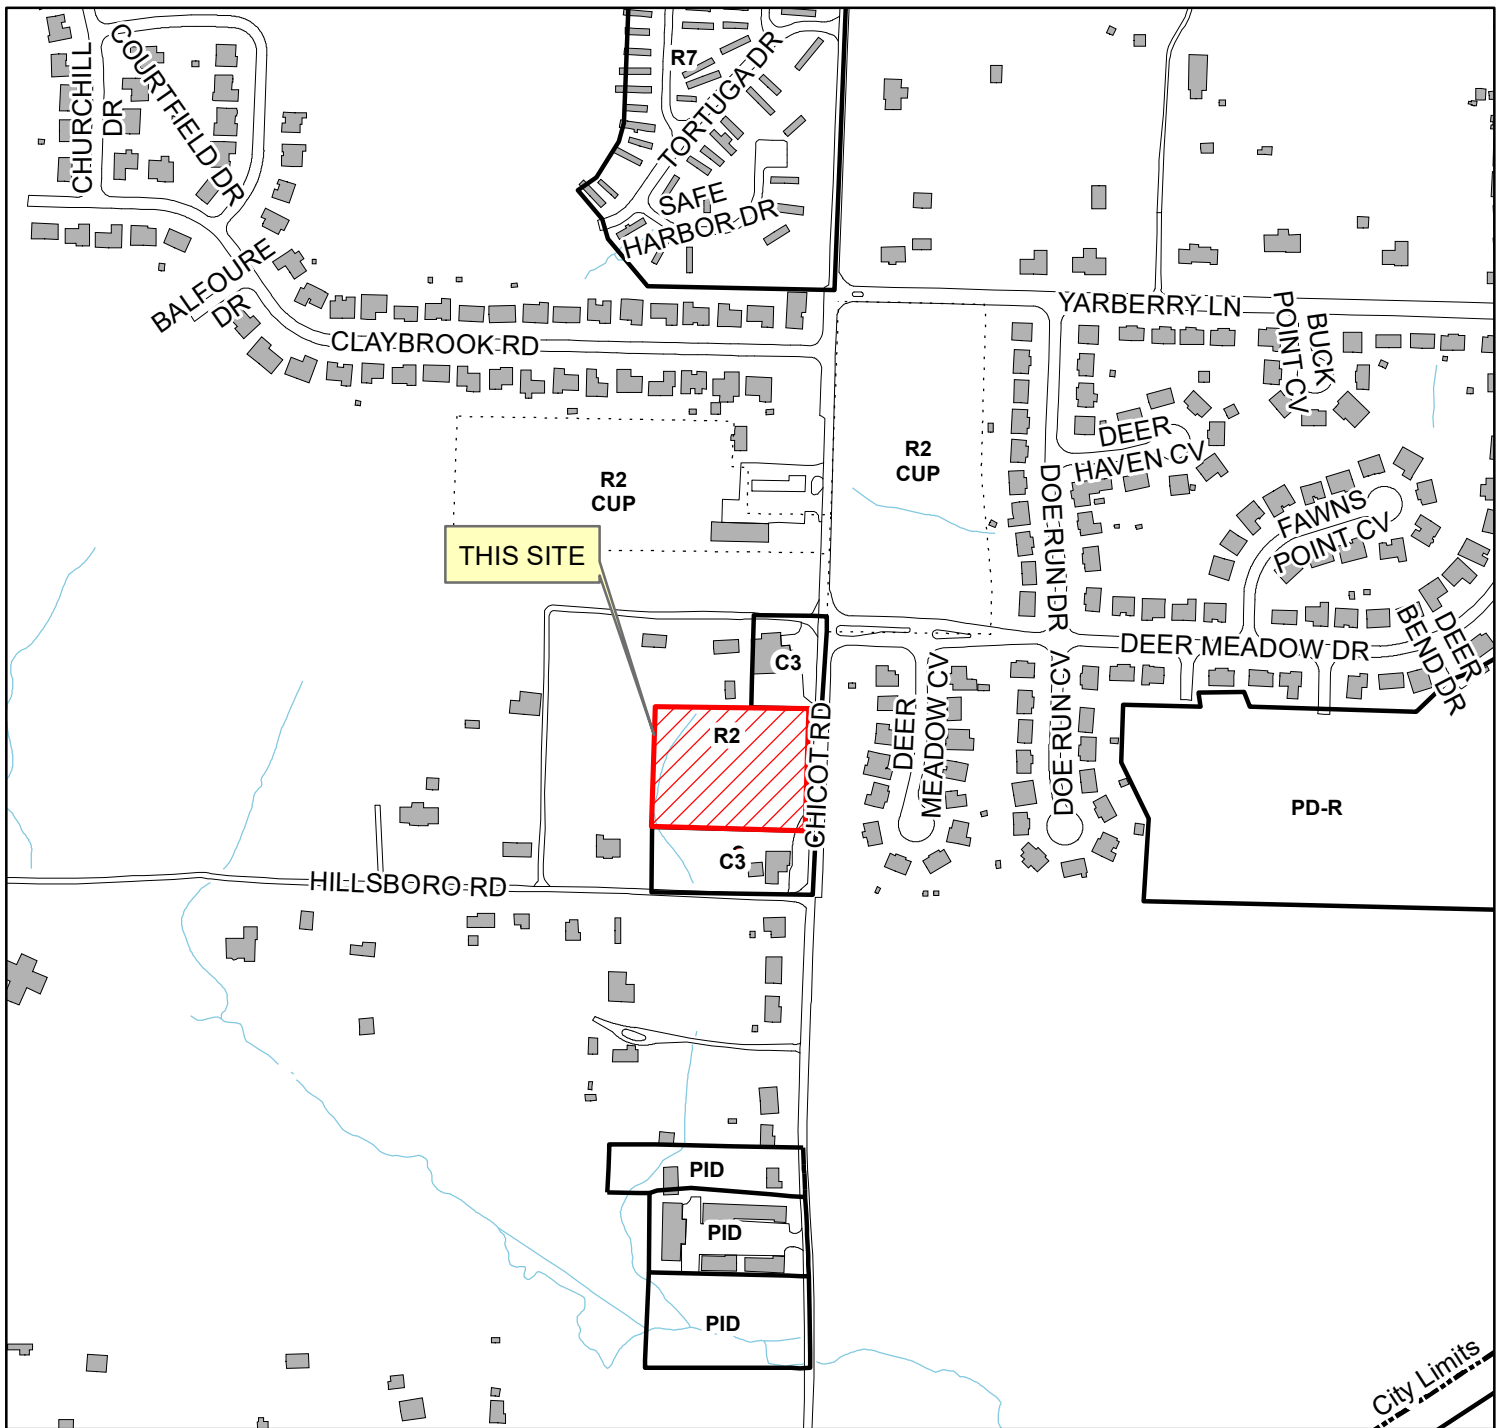 CHURCHILL
DR
COURTFIELD DR
R7
TORTUGA DR
SAFE
HARBOR DR
BALFOURE
DR
CLAYBROOK RD
YARBERRY LN
BUCK
POINT CV
DEER
HAVEN CV
R2
CUP
R2
CUP
DOE RUN DR
FAWNS
POINT CV
THIS SITE
DEER MEADOW DR
DEER
BEND DR
C3
R2
CHICOT RD
DEER
MEADOW CV
DOE RUN CV
PD-R
C3
HILLSBORO RD
PID
PID
PID
City Limits